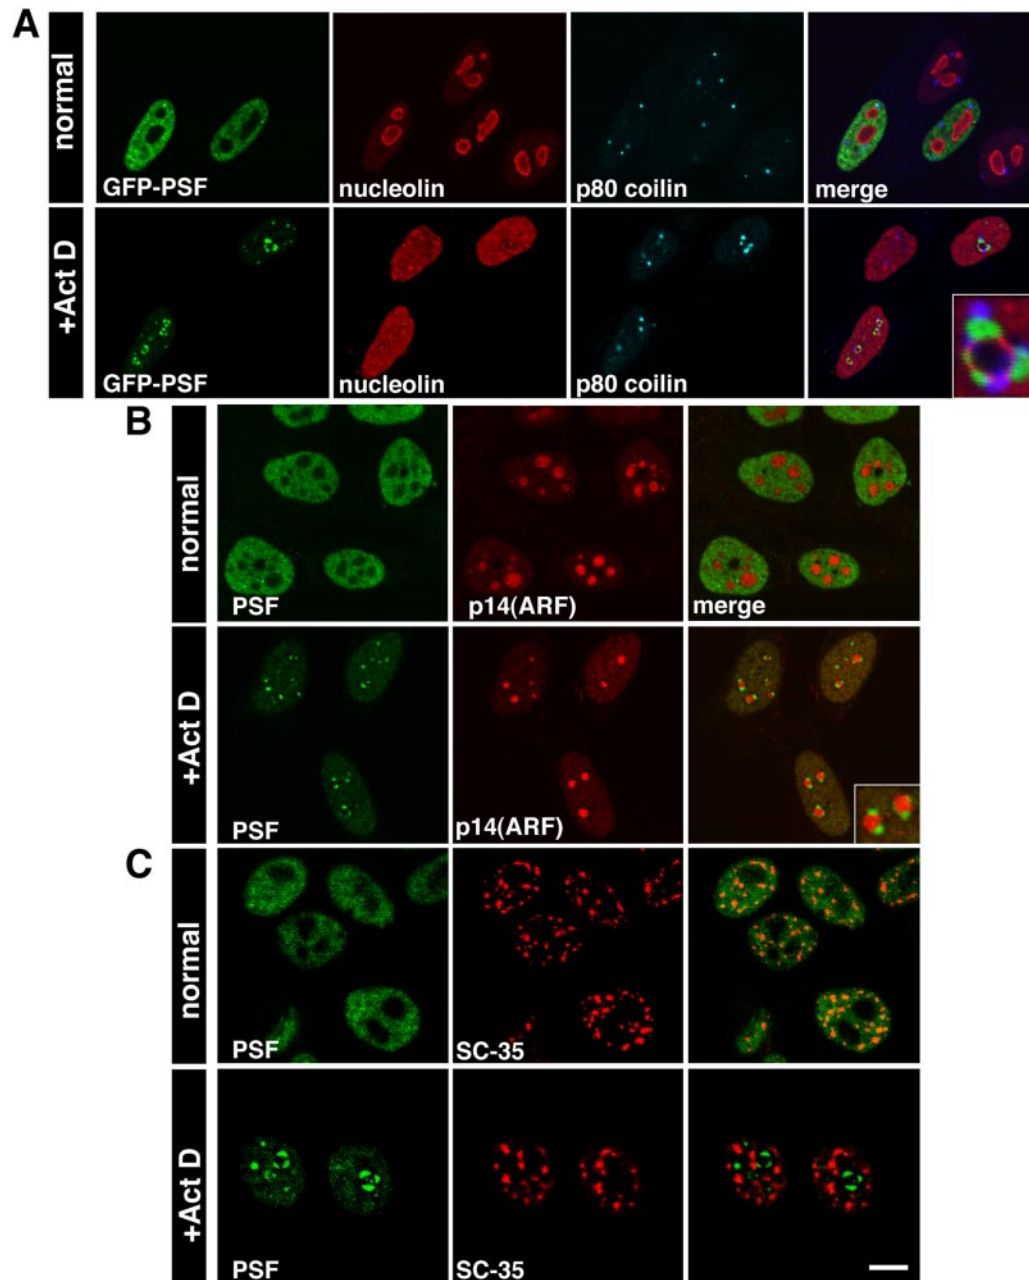 A
normal
GFP-PSF
nucleolin
p80 coilin
merge
+Act D
GFP-PSF
nucleolin
p80 coilin
B
normal
PSF
p14(ARF)
merge
+Act D
PSF
p14(ARF)
C
normal
PSF
SC-35
+Act D
PSF
SC-35